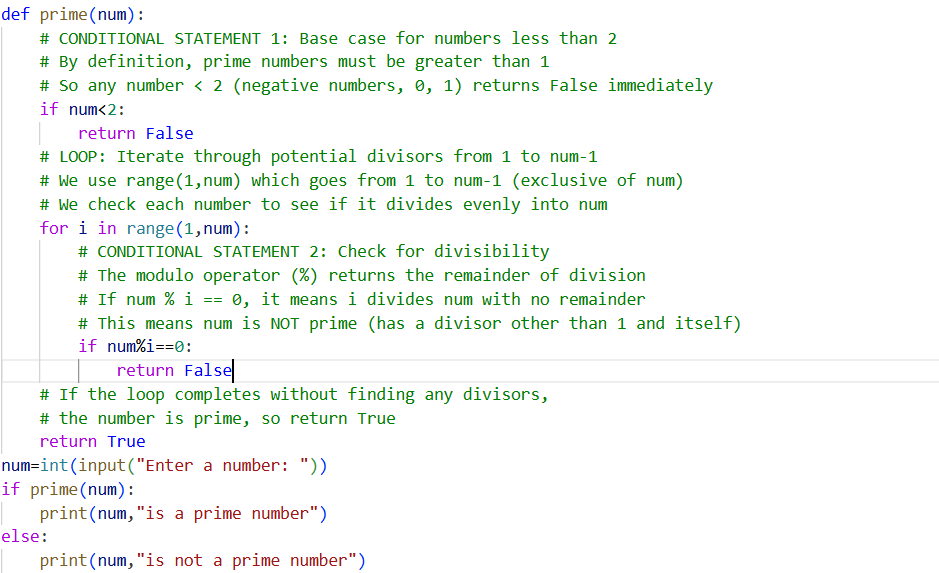 def prime(num):
    # CONDITIONAL STATEMENT 1: Base case for numbers less than 2
    # By definition, prime numbers must be greater than 1
    # So any number < 2 (negative numbers, 0, 1) returns False immediately
    if num<2:
        return False
    # LOOP: Iterate through potential divisors from 1 to num-1
    # We use range(1,num) which goes from 1 to num-1 (exclusive of num)
    # We check each number to see if it divides evenly into num
    for i in range(1,num):
        # CONDITIONAL STATEMENT 2: Check for divisibility
        # The modulo operator (%) returns the remainder of division
        # If num % i == 0, it means i divides num with no remainder
        # This means num is NOT prime (has a divisor other than 1 and itself)
        if num%i==0:
            return False
    # If the loop completes without finding any divisors,
    # the number is prime, so return True
    return True
num=int(input("Enter a number: "))
if prime(num):
    print(num,"is a prime number")
else:
    print(num,"is not a prime number")